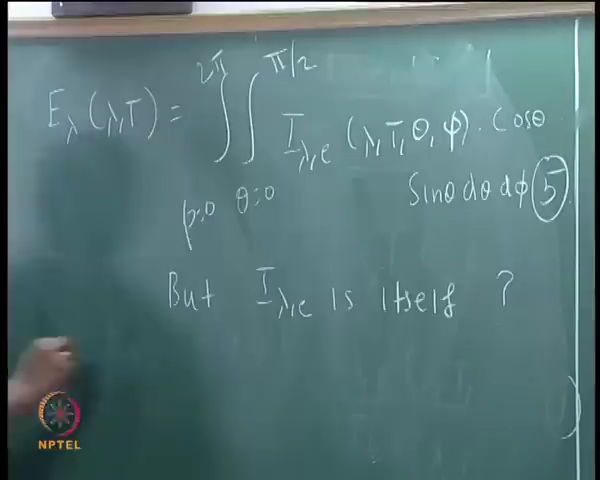 2π π/2
E_λ (λ,T) = ∫∫ I_λ,e (λ,T,θ,φ). Cosθ
φ=0 θ=0 Sinθ dθ dφ (5)
But I_λ,e is itself ?
NPTEL